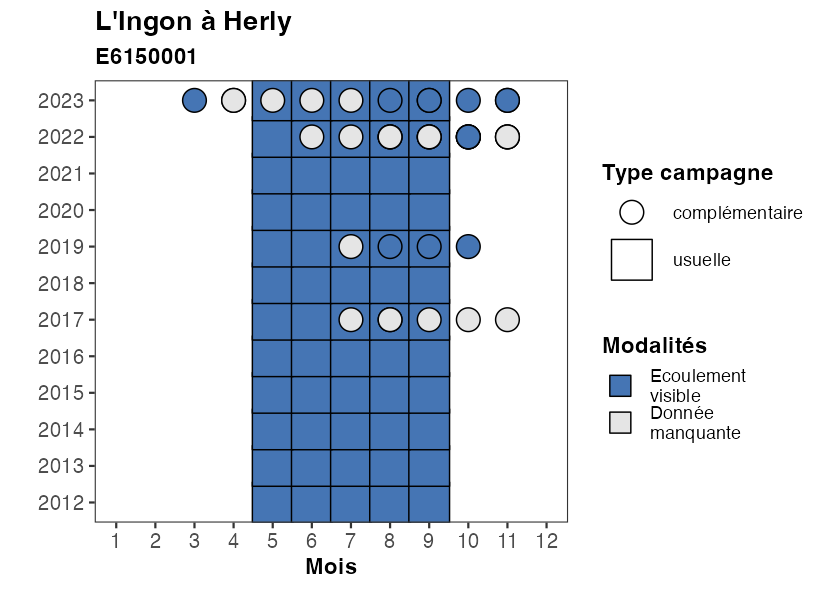 L'Ingon à Herly
E6150001
2023
2022
2021
2020
2019
2018
2017
2016
2015
2014
2013
2012
1 2 3 4 5 6 7 8 9 10 11 12
Mois
Type campagne
complémentaire
usuelle
Modalités
Ecoulement
visible
Donnée
manquante